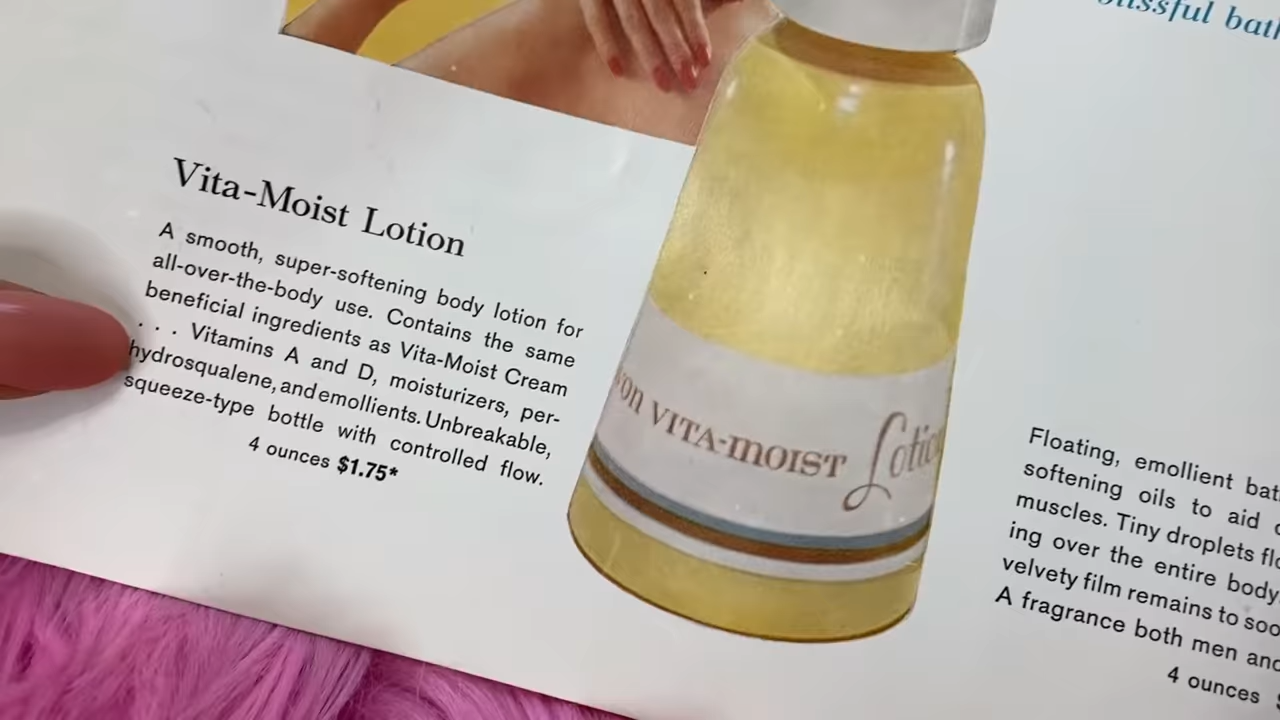 Vita-Moist Lotion
A smooth, super-softening body lotion for
all-over-the-body use. Contains the same
beneficial ingredients as Vita-Moist Cream
. . . Vitamins A and D, moisturizers, per-
hydrosqualene, and emollients. Unbreakable,
squeeze-type bottle with controlled flow.
4 ounces $1.75*
VITA-MOIST Lotion
Floating, emollient
softening oils to aid
muscles. Tiny droplets
ing over the entire body
velvety film remains to
A fragrance both men
4 ounces